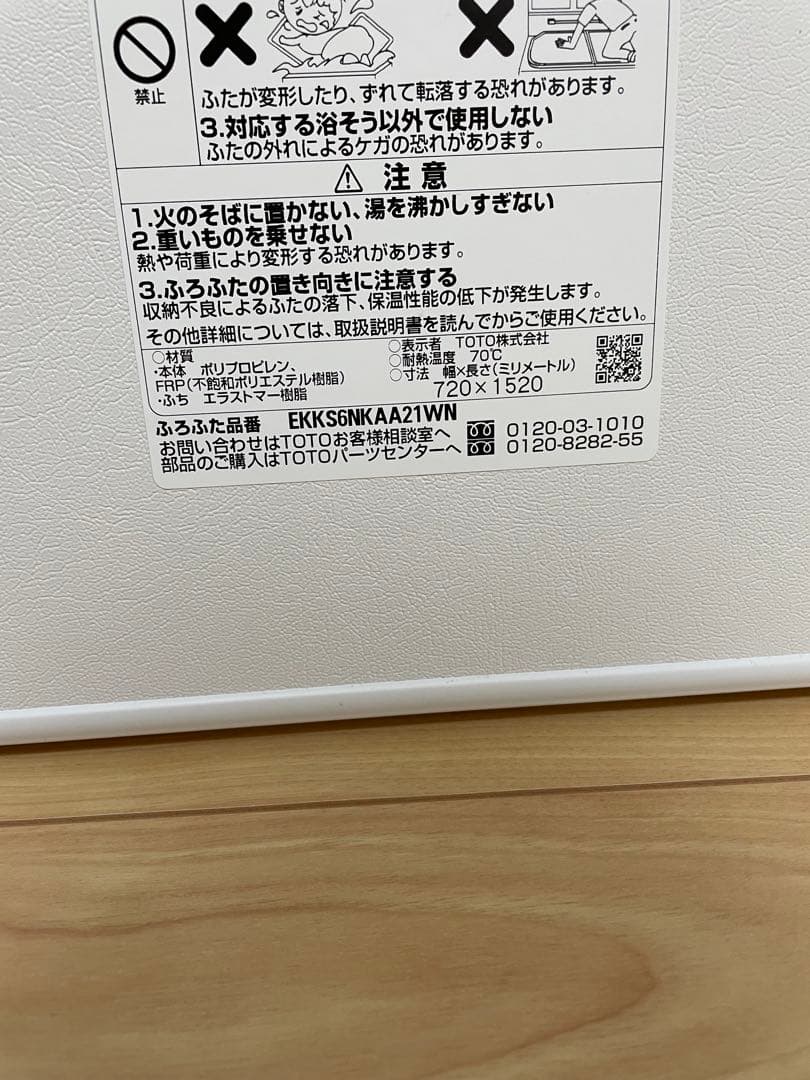 禁止
ふたが変形したり、ずれて転落する恐れがあります。
3.対応する浴そう以外で使用しない
ふたの外れによるケガの恐れがあります。
注意
1.火のそばに置かない、湯を沸かしすぎない
2.重いものを乗せない
熱や荷重により変形する恐れがあります。
3.ふろふたの置き向きに注意する
収納不良によるふたの落下、保温性能の低下が発生します。
その他詳細については、取扱説明書を読んでからご使用ください。
○材質
・本体 ポリプロピレン、
FRP(不飽和ポリエステル樹脂)
・ふち エラストマー樹脂
○表示者 TOTO株式会社
○耐熱温度 70℃
○寸法 幅×長さ(ミリメートル)
720×1520
ふろふた品番 EKKS6NKAA21WN
お問い合わせはTOTOお客様相談室へ 0120-03-1010
部品のご購入はTOTOパーツセンターへ 0120-8282-55